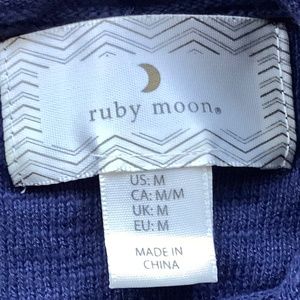 ruby moon®
US: M
CA: M/M
UK: M
EU: M
MADE IN
CHINA